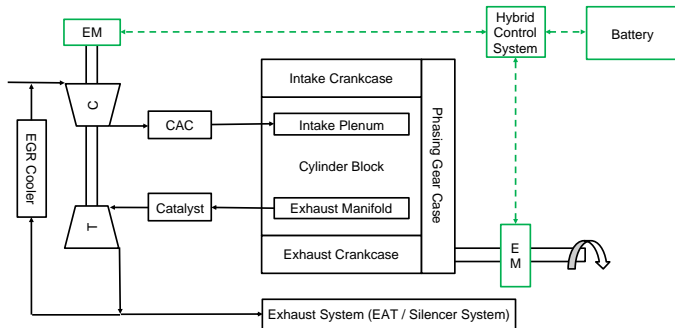 EM
Hybrid
Control
System
Battery
Intake Crankcase
C
CAC
Intake Plenum
Phasing Gear Case
EGR Cooler
Cylinder Block
T
Catalyst
Exhaust Manifold
Exhaust Crankcase
E
M
Exhaust System (EAT / Silencer System)